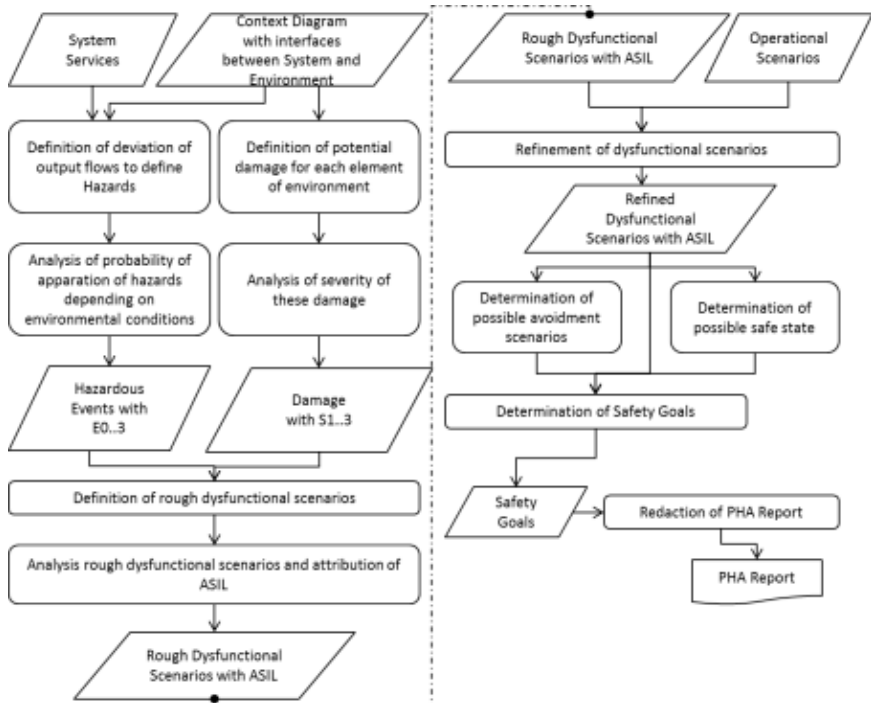 System
Services
Context Diagram
with interfaces
between System and
Environment
Definition of deviation of
output flows to define
Hazards
Definition of potential
damage for each element
of environment
Analysis of probability of
apparation of hazards
depending on
environmental conditions
Analysis of severity of
these damage
Hazardous
Events with
E0..3
Damage
with S1..3
Definition of rough dysfunctional scenarios
Analysis rough dysfunctional scenarios and attribution of
ASIL
Rough Dysfunctional
Scenarios with ASIL
Rough Dysfunctional
Scenarios with ASIL
Operational
Scenarios
Refinement of dysfunctional scenarios
Refined
Dysfunctional
Scenarios with ASIL
Determination of
possible avoidment
scenarios
Determination of
possible safe state
Determination of Safety Goals
Safety
Goals
Redaction of PHA Report
PHA Report